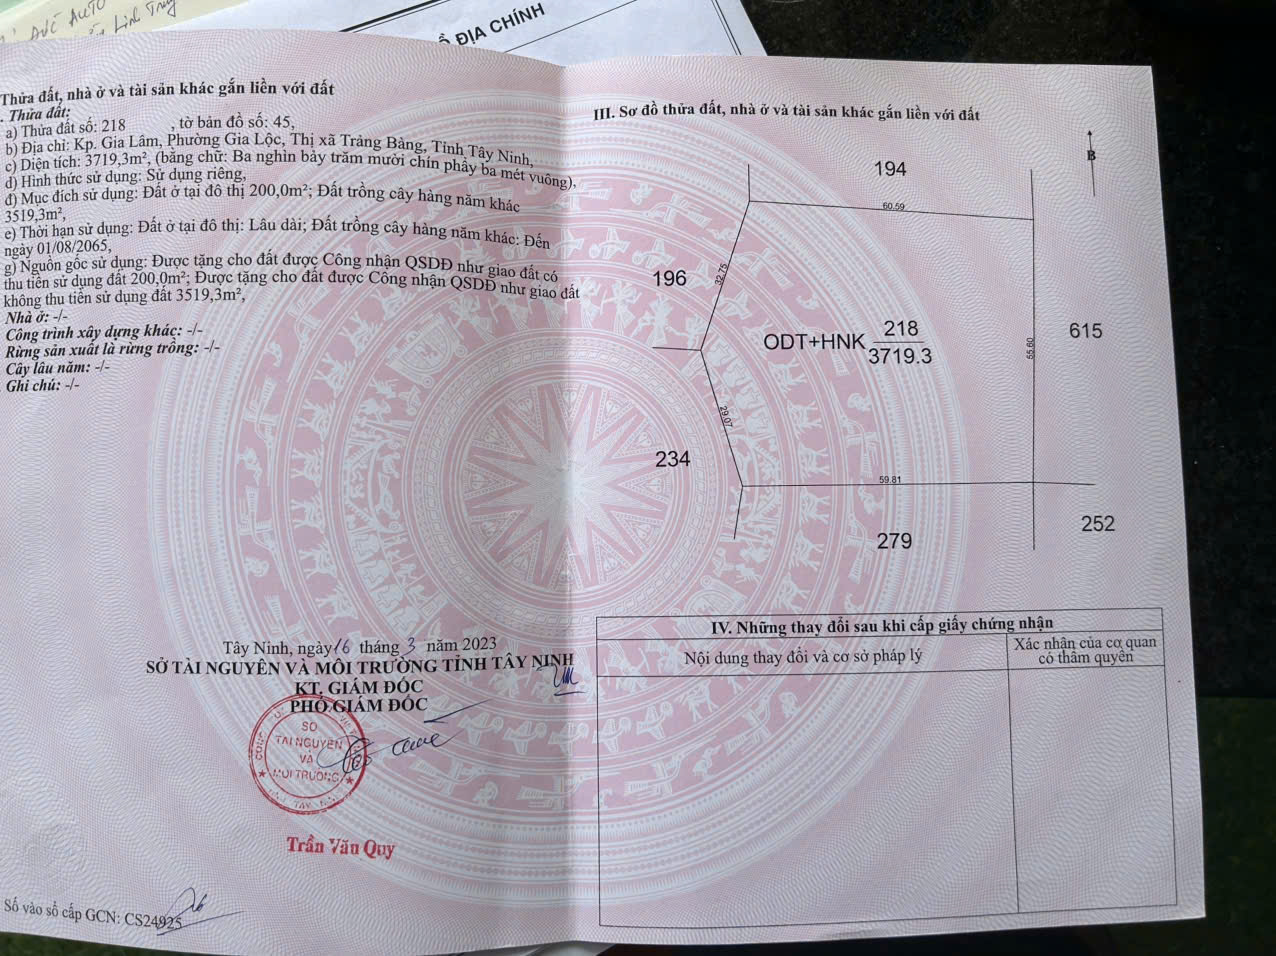 AUTO
Linh Trung
Ồ ĐỊA CHÍNH
Thửa đất, nhà ở và tài sản khác gắn liền với đất
. Thửa đất:
a) Thửa đất số: 218 , tờ bản đồ số: 45,
b) Địa chỉ: Kp. Gia Lâm, Phường Gia Lộc, Thị xã Trảng Bàng, Tỉnh Tây Ninh,
c) Diện tích: 3719,3m², (bằng chữ: Ba nghìn bảy trăm mười chín phẩy ba mét vuông),
d) Hình thức sử dụng: Sử dụng riêng,
đ) Mục đích sử dụng: Đất ở tại đô thị 200,0m²; Đất trồng cây hàng năm khác
3519,3m²,
e) Thời hạn sử dụng: Đất ở tại đô thị: Lâu dài; Đất trồng cây hàng năm khác: Đến
ngày 01/08/2065,
g) Nguồn gốc sử dụng: Được tặng cho đất được Công nhận QSDĐ như giao đất có
thu tiền sử dụng đất 200,0m²; Được tặng cho đất được Công nhận QSDĐ như giao đất
không thu tiền sử dụng đất 3519,3m²,
Nhà ở: -/-
Công trình xây dựng khác: -/-
Rừng sản xuất là rừng trồng: -/-
Cây lâu năm: -/-
Ghi chú: -/-
Tây Ninh, ngày 16 tháng 3 năm 2023
SỞ TÀI NGUYÊN VÀ MÔI TRƯỜNG TỈNH TÂY NINH
KT. GIÁM ĐỐC
PHÓ GIÁM ĐỐC
SỞ
TÀI NGUYÊN
VÀ
MÔI TRƯỜNG
Trần Văn Quy
Số vào sổ cấp GCN: CS24925
III. Sơ đồ thửa đất, nhà ở và tài sản khác gắn liền với đất
B
194
60.59
196
32.75
ODT+HNK
218
3719.3
55.60
615
29.07
234
59.81
279
252
IV. Những thay đổi sau khi cấp giấy chứng nhận
Nội dung thay đổi và cơ sở pháp lý
Xác nhận của cơ quan
có thẩm quyền